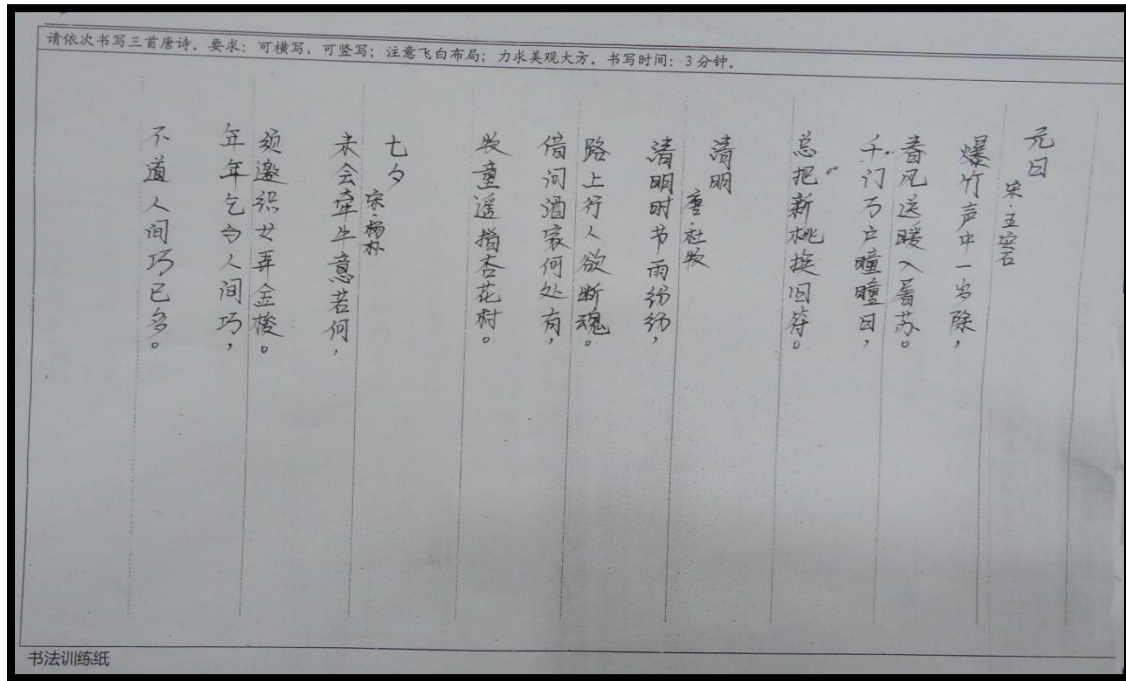 请依次书写三首唐诗。要求：可横写，可竖写；注意飞白布局；力求美观大方。书写时间：3分钟。
元日
宋·王安石
爆竹声中一岁除，
春风送暖入屠苏。
千门万户瞳瞳日，
总把新桃换旧符。
清明
唐·杜牧
清明时节雨纷纷，
路上行人欲断魂。
借问酒家何处有，
牧童遥指杏花村。
七夕
宋·杨朴
未会牵牛意若何，
须邀织女弄金梭。
年年乞与人间巧，
不道人间巧已多。
书法训练纸